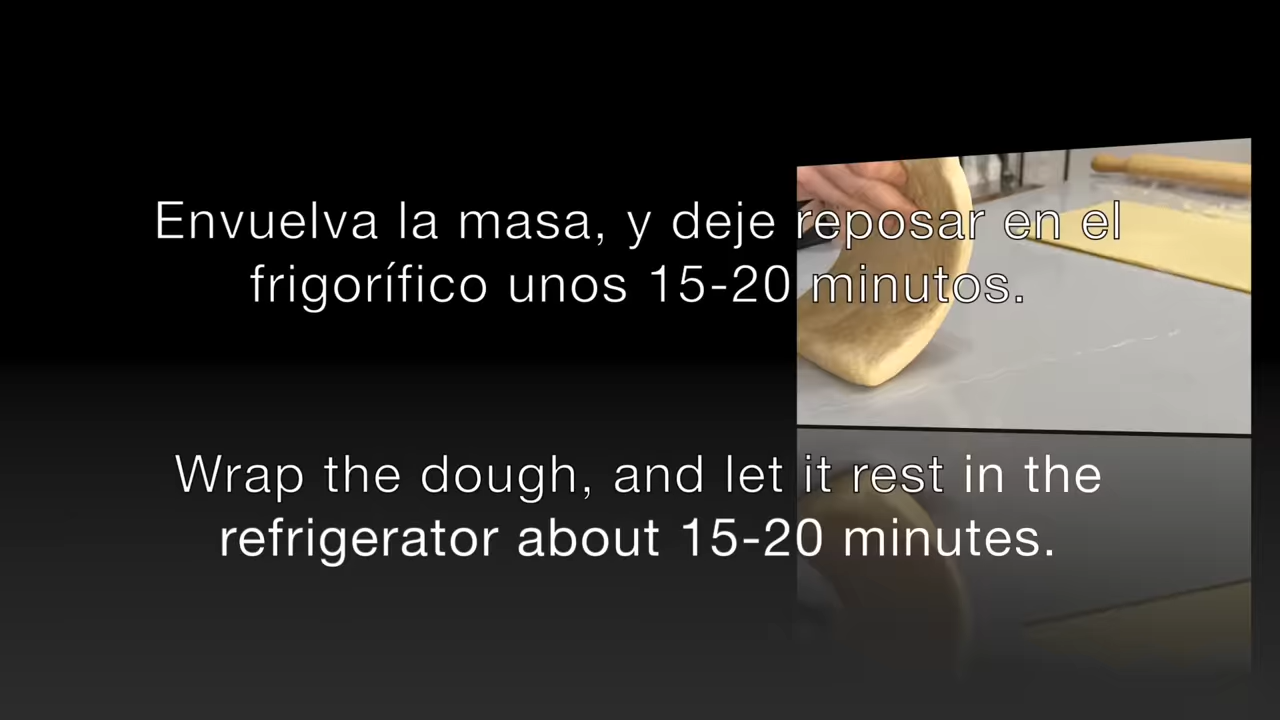 Envuelva la masa, y deje reposar en el
frigorífico unos 15-20 minutos.
Wrap the dough, and let it rest in the
refrigerator about 15-20 minutes.